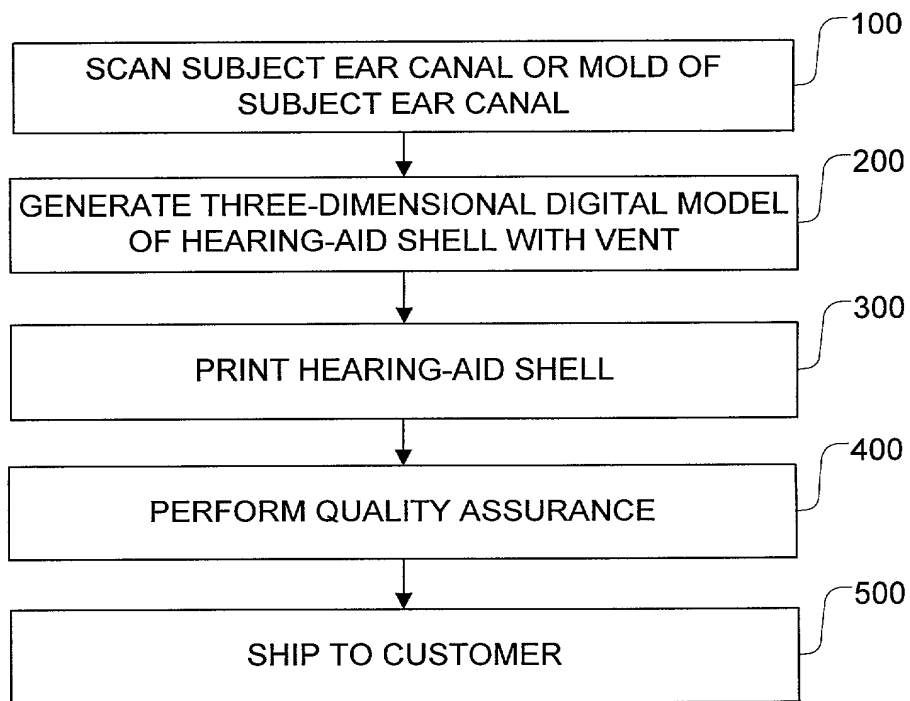 100
SCAN SUBJECT EAR CANAL OR MOLD OF
SUBJECT EAR CANAL
200
GENERATE THREE-DIMENSIONAL DIGITAL MODEL
OF HEARING-AID SHELL WITH VENT
300
PRINT HEARING-AID SHELL
400
PERFORM QUALITY ASSURANCE
500
SHIP TO CUSTOMER